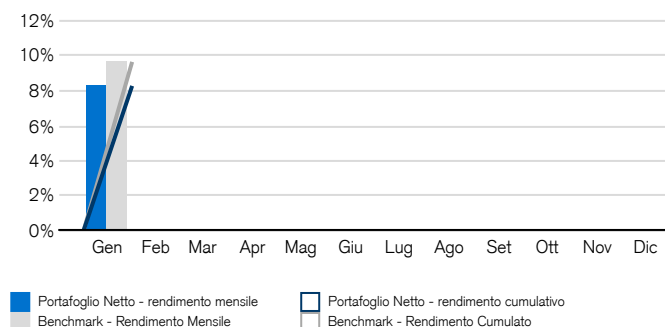 12%
10%
8%
6%
4%
2%
0%
Gen Feb Mar Apr Mag Giu Lug Ago Set Ott Nov Dic
Portafoglio Netto - rendimento mensile Portafoglio Netto - rendimento cumulativo
Benchmark - Rendimento Mensile Benchmark - Rendimento Cumulato